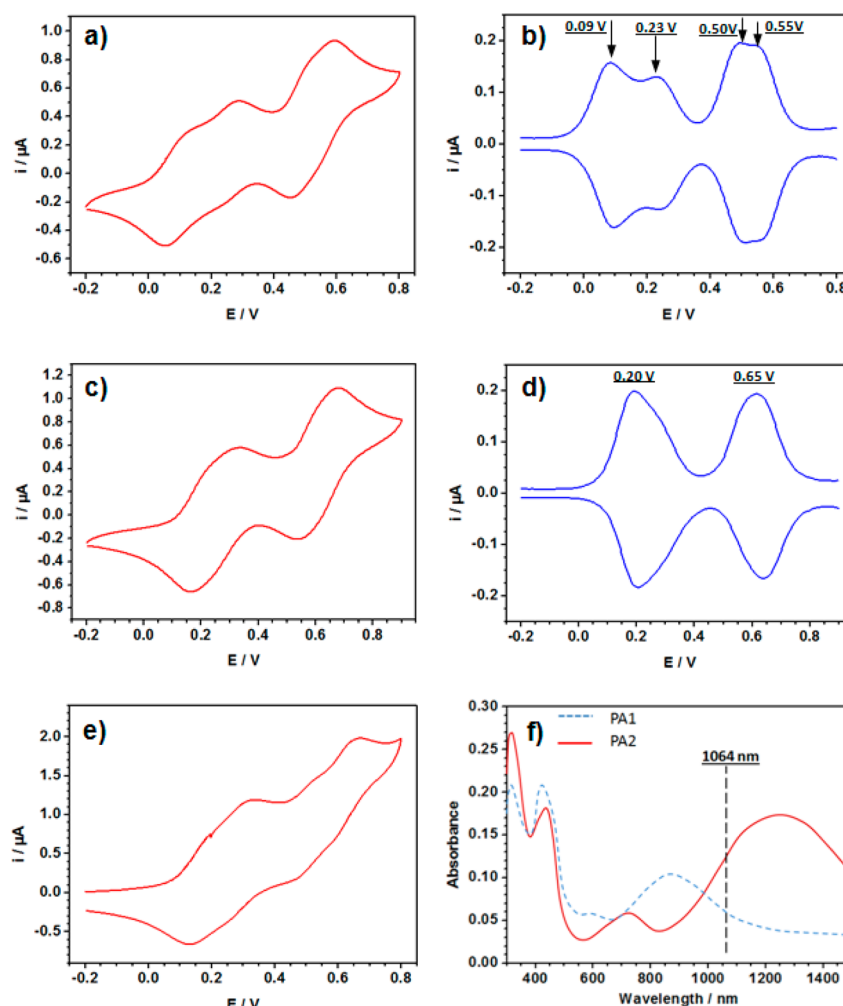 a)
1.0
0.8
0.6
0.4
0.2
0.0
-0.2
-0.4
-0.6
i / µA
-0.2 0.0 0.2 0.4 0.6 0.8
E / V
b)
0.09 V 0.23 V 0.50V 0.55V
0.2
0.1
0.0
-0.1
-0.2
i / µA
-0.2 0.0 0.2 0.4 0.6 0.8
E / V
c)
1.2
1.0
0.8
0.6
0.4
0.2
0.0
-0.2
-0.4
-0.6
-0.8
i / µA
-0.2 0.0 0.2 0.4 0.6 0.8
E / V
d)
0.20 V 0.65 V
0.2
0.1
0.0
-0.1
-0.2
i / µA
-0.2 0.0 0.2 0.4 0.6 0.8
E / V
e)
2.0
1.5
1.0
0.5
0.0
-0.5
i / µA
-0.2 0.0 0.2 0.4 0.6 0.8
E / V
f)
PA1
PA2
1064 nm
0.30
0.25
0.20
0.15
0.10
0.05
0.00
Absorbance
400 600 800 1000 1200 1400
Wavelength / nm